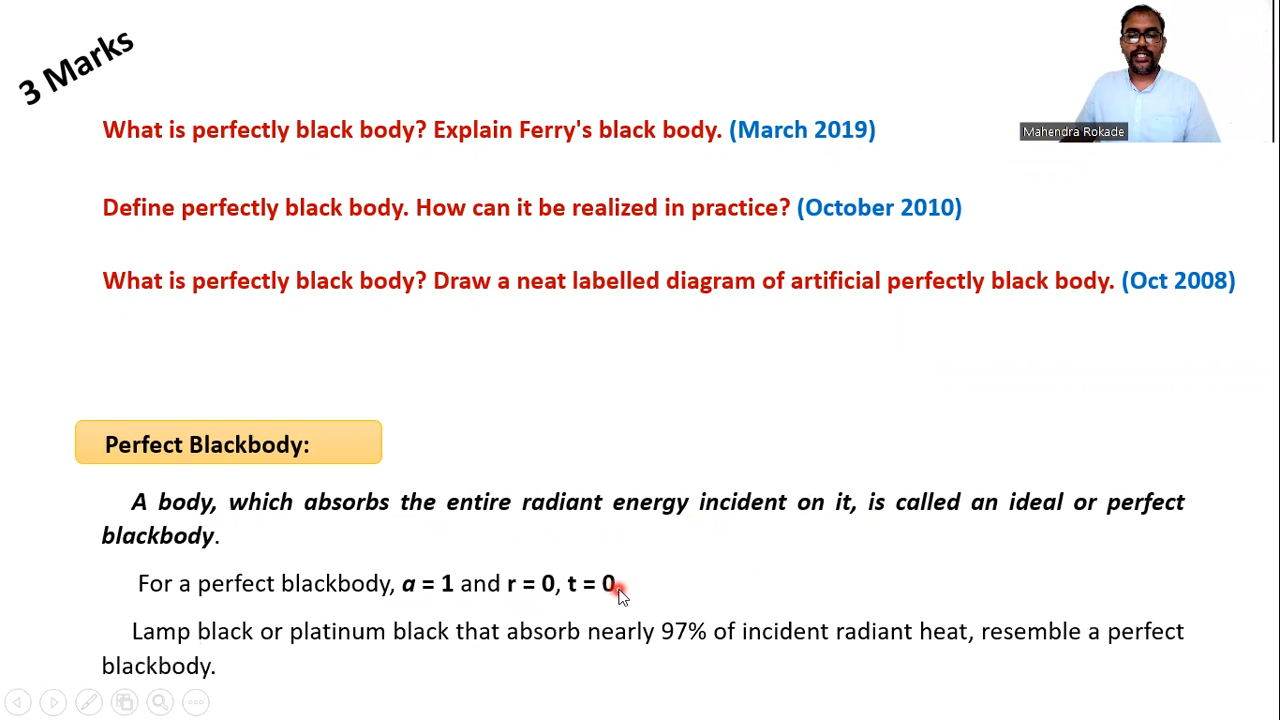 3 Marks
What is perfectly black body? Explain Ferry's black body. (March 2019)
Mahendra Rokade
Define perfectly black body. How can it be realized in practice? (October 2010)
What is perfectly black body? Draw a neat labelled diagram of artificial perfectly black body. (Oct 2008)
Perfect Blackbody:
A body, which absorbs the entire radiant energy incident on it, is called an ideal or perfect
blackbody.
For a perfect blackbody, a = 1 and r = 0, t = 0
Lamp black or platinum black that absorb nearly 97% of incident radiant heat, resemble a perfect
blackbody.